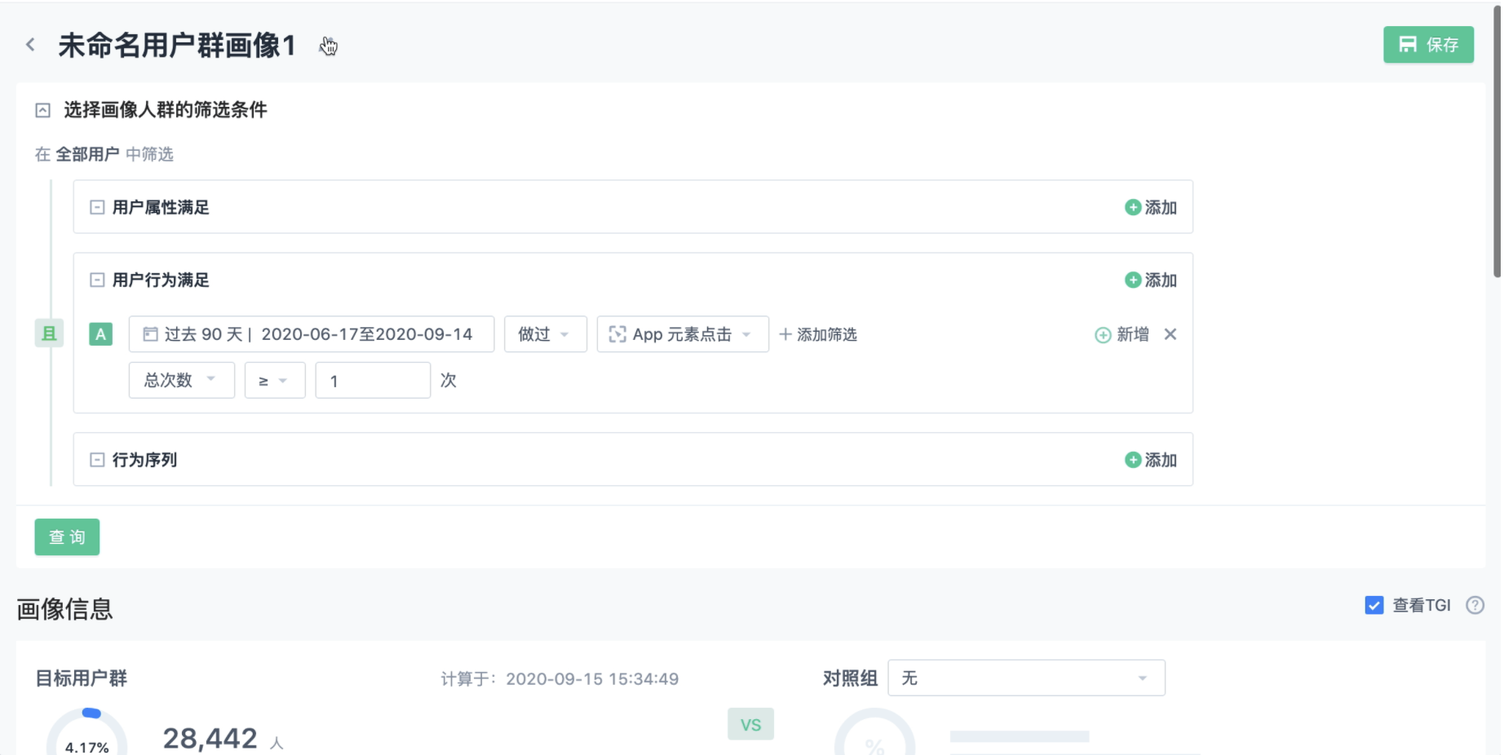 未命名用户群画像1
保存
选择画像人群的筛选条件
在 全部用户 中筛选
用户属性满足 添加
用户行为满足 添加
且
A 过去 90 天 | 2020-06-17至2020-09-14 做过 App 元素点击 添加筛选 新增
总次数 ≥ 1 次
行为序列 添加
查询
画像信息 查看TGI
目标用户群 计算于：2020-09-15 15:34:49 对照组 无
VS
4.17% 28,442 人 %